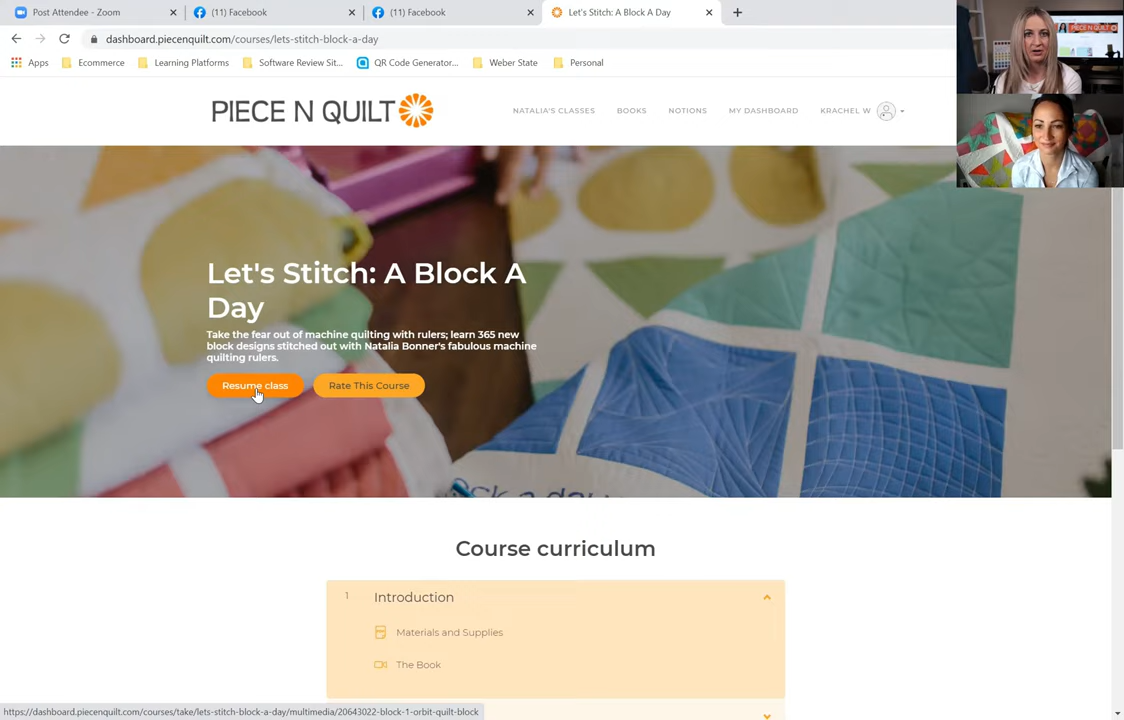 Post Attendee - Zoom
(11) Facebook
(11) Facebook
Let's Stitch: A Block A Day
dashboard.piecenquilt.com/courses/lets-stitch-block-a-day
Apps
Ecommerce
Learning Platforms
Software Review Sit...
QR Code Generator...
Weber State
Personal
PIECE N QUILT
NATALIA'S CLASSES
BOOKS
NOTIONS
MY DASHBOARD
KRACHEL W
Let's Stitch: A Block A
Day
Take the fear out of machine quilting with rulers; learn 365 new
block designs stitched out with Natalia Bonner's fabulous machine
quilting rulers.
Resume class
Rate This Course
Course curriculum
1 Introduction
Materials and Supplies
The Book
https://dashboard.piecenquilt.com/courses/take/lets-stitch-block-a-day/multimedia/20643022-block-1-orbit-quilt-block